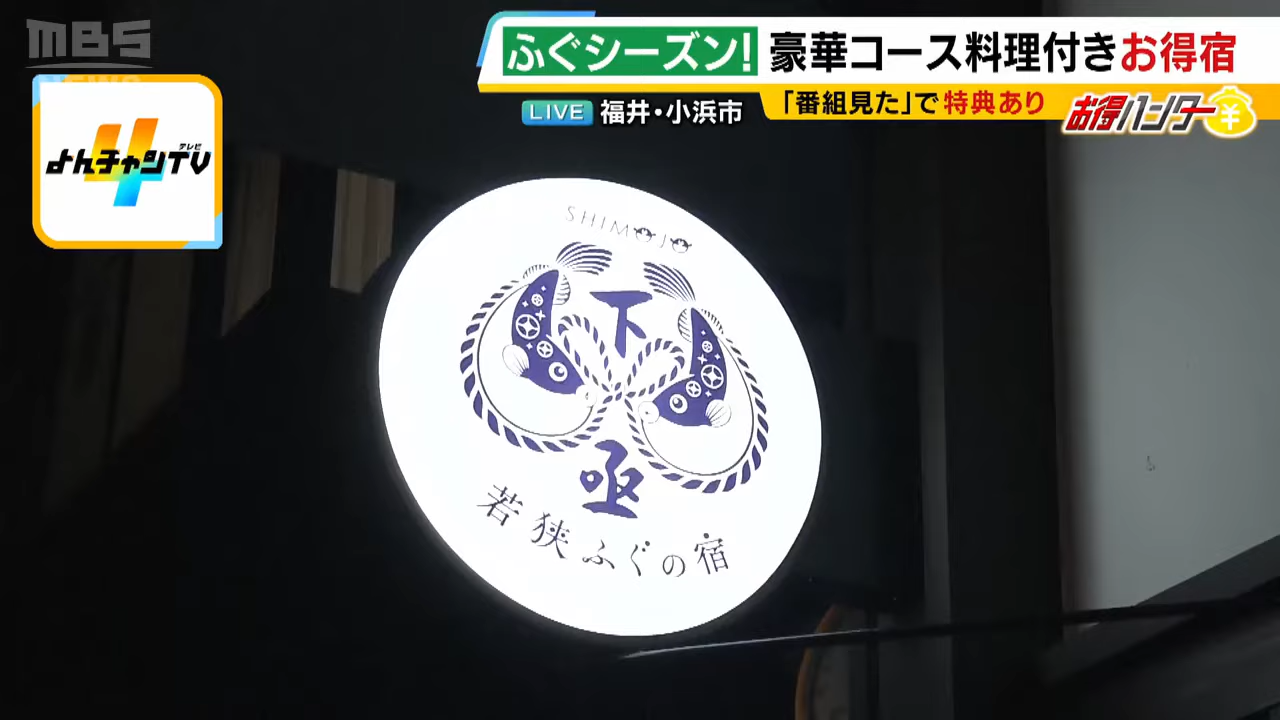 MBS
NEWS
よんチャンTV
テレビ
4
ふぐシーズン! 豪華コース料理付きお得宿
「番組見た」で特典あり
お得ハンター¥
LIVE 福井・小浜市
SHIMOJO
下
亟
若狭ふぐの宿